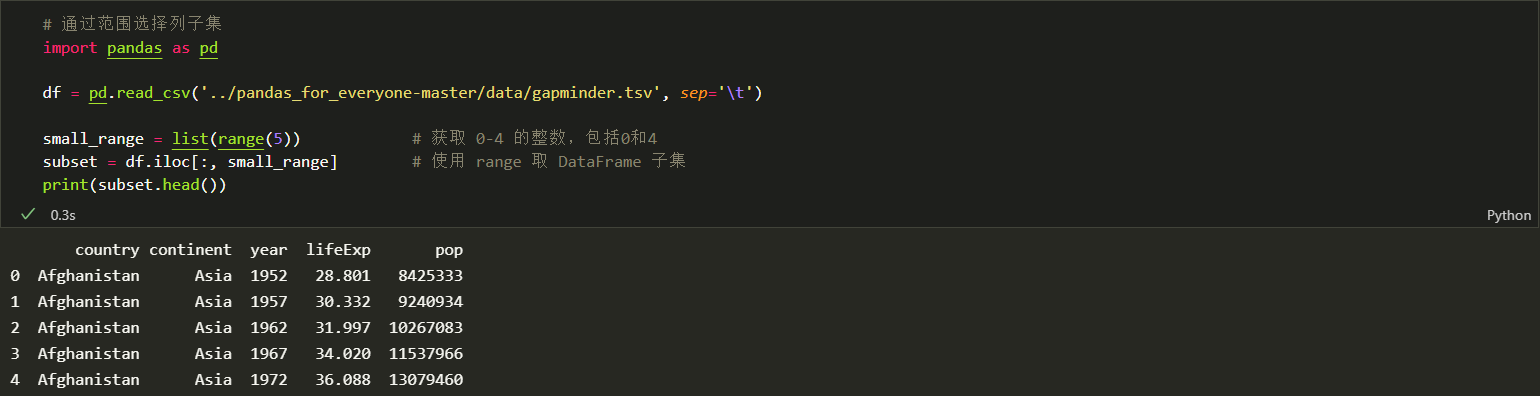 # 通过范围选择列子集
import pandas as pd
df = pd.read_csv('../pandas_for_everyone-master/data/gapminder.tsv', sep='\t')
small_range = list(range(5)) # 获取 0-4 的整数，包括0和4
subset = df.iloc[:, small_range] # 使用 range 取 DataFrame 子集
print(subset.head())
0.3s Python
country continent year lifeExp pop
0 Afghanistan Asia 1952 28.801 8425333
1 Afghanistan Asia 1957 30.332 9240934
2 Afghanistan Asia 1962 31.997 10267083
3 Afghanistan Asia 1967 34.020 11537966
4 Afghanistan Asia 1972 36.088 13079460